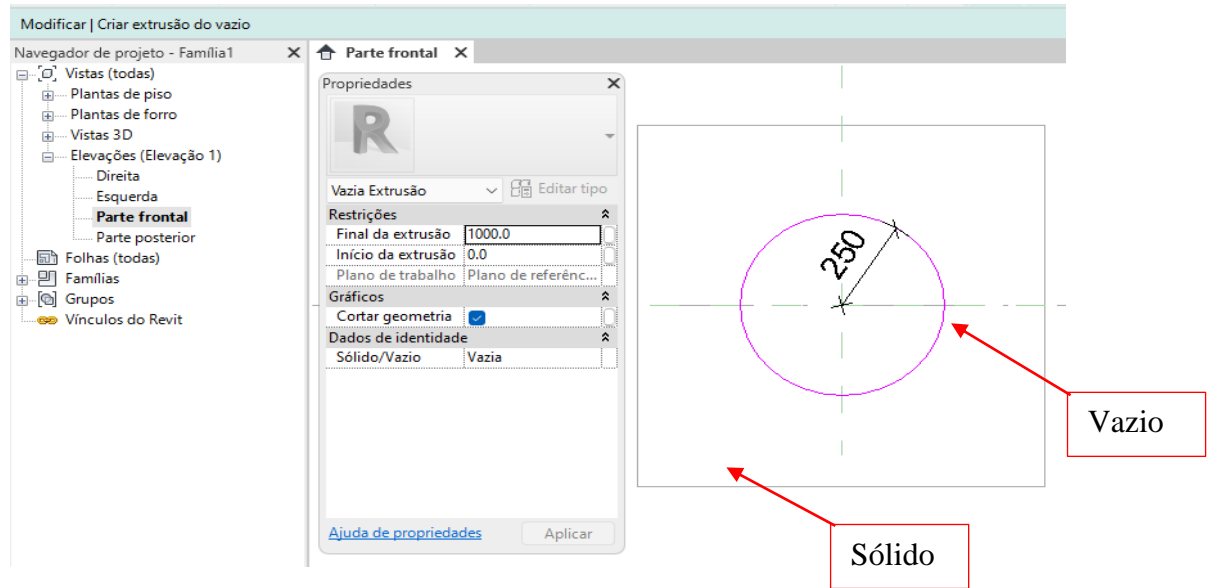 Modificar | Criar extrusão do vazio
Navegador de projeto - Família1
Vistas (todas)
Plantas de piso
Plantas de forro
Vistas 3D
Elevações (Elevação 1)
Direita
Esquerda
Parte frontal
Parte posterior
Folhas (todas)
Famílias
Grupos
Vínculos do Revit
Parte frontal
Propriedades
R
Vazia Extrusão
Editar tipo
Restrições
Final da extrusão 1000.0
Início da extrusão 0.0
Plano de trabalho Plano de referênc...
Gráficos
Cortar geometria
Dados de identidade
Sólido/Vazio Vazia
Ajuda de propriedades
Aplicar
250
Vazio
Sólido